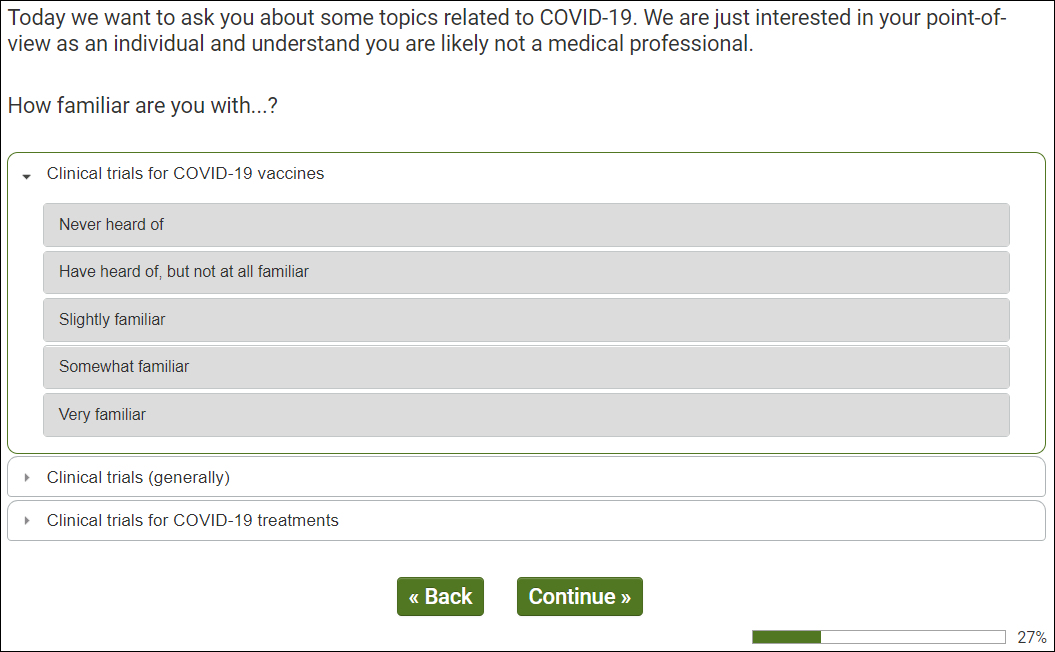 Today we want to ask you about some topics related to COVID-19. We are just interested in your point-of-
view as an individual and understand you are likely not a medical professional.
How familiar are you with...?
Clinical trials for COVID-19 vaccines
Never heard of
Have heard of, but not at all familiar
Slightly familiar
Somewhat familiar
Very familiar
Clinical trials (generally)
Clinical trials for COVID-19 treatments
« Back
Continue »
27%